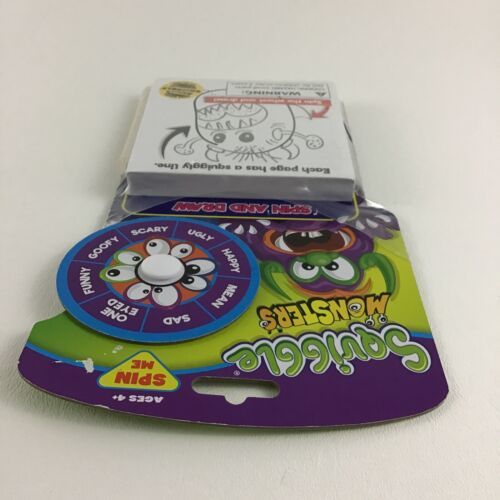 SQUIGGLE®
MONSTERS
SPIN
ME
AGES 4+
SCARY
UGLY
HAPPY
MEAN
SAD
ONE
EYED
FUNNY
GOOFY
SPIN AND DRAW
Each page has a squiggly line.
Spin the wheel and draw!
WARNING: